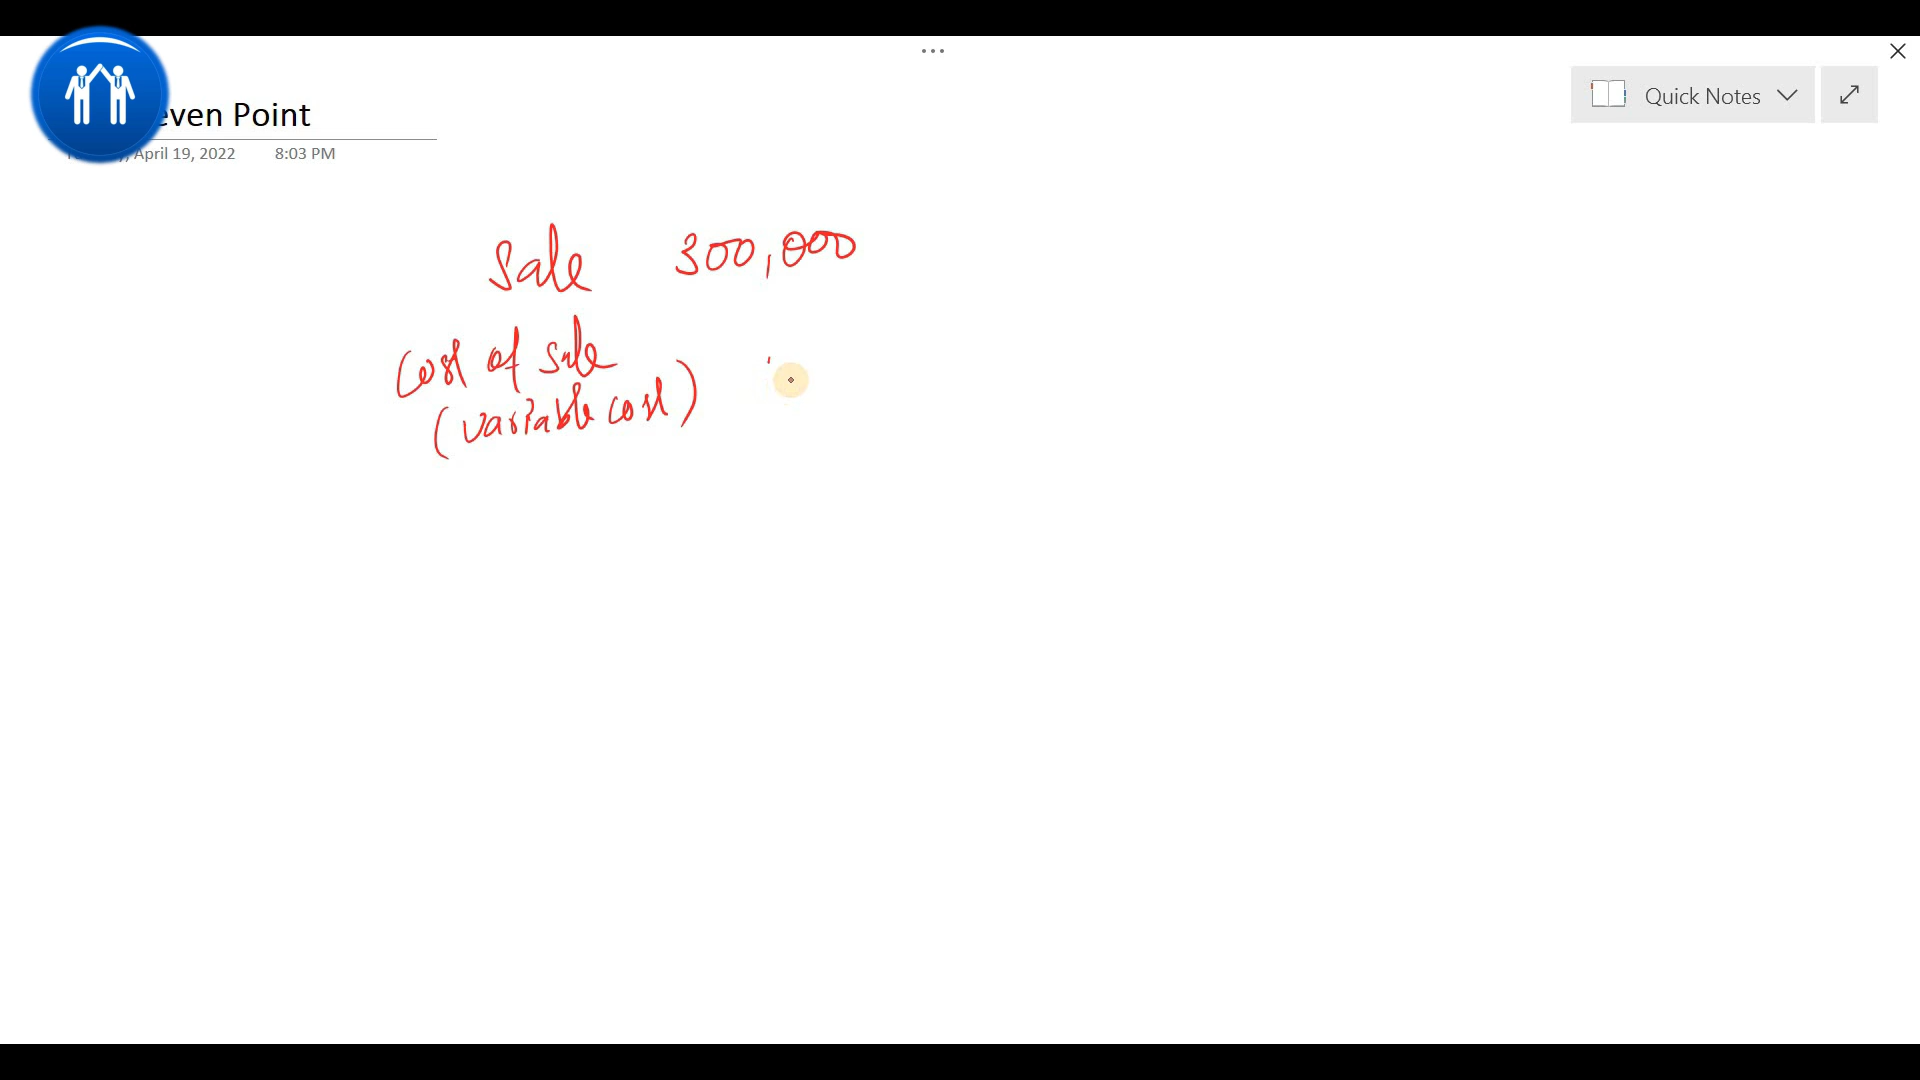 even Point
April 19, 2022 8:03 PM
Quick Notes
Sale 300,000
Cost of sale
(variable cost)